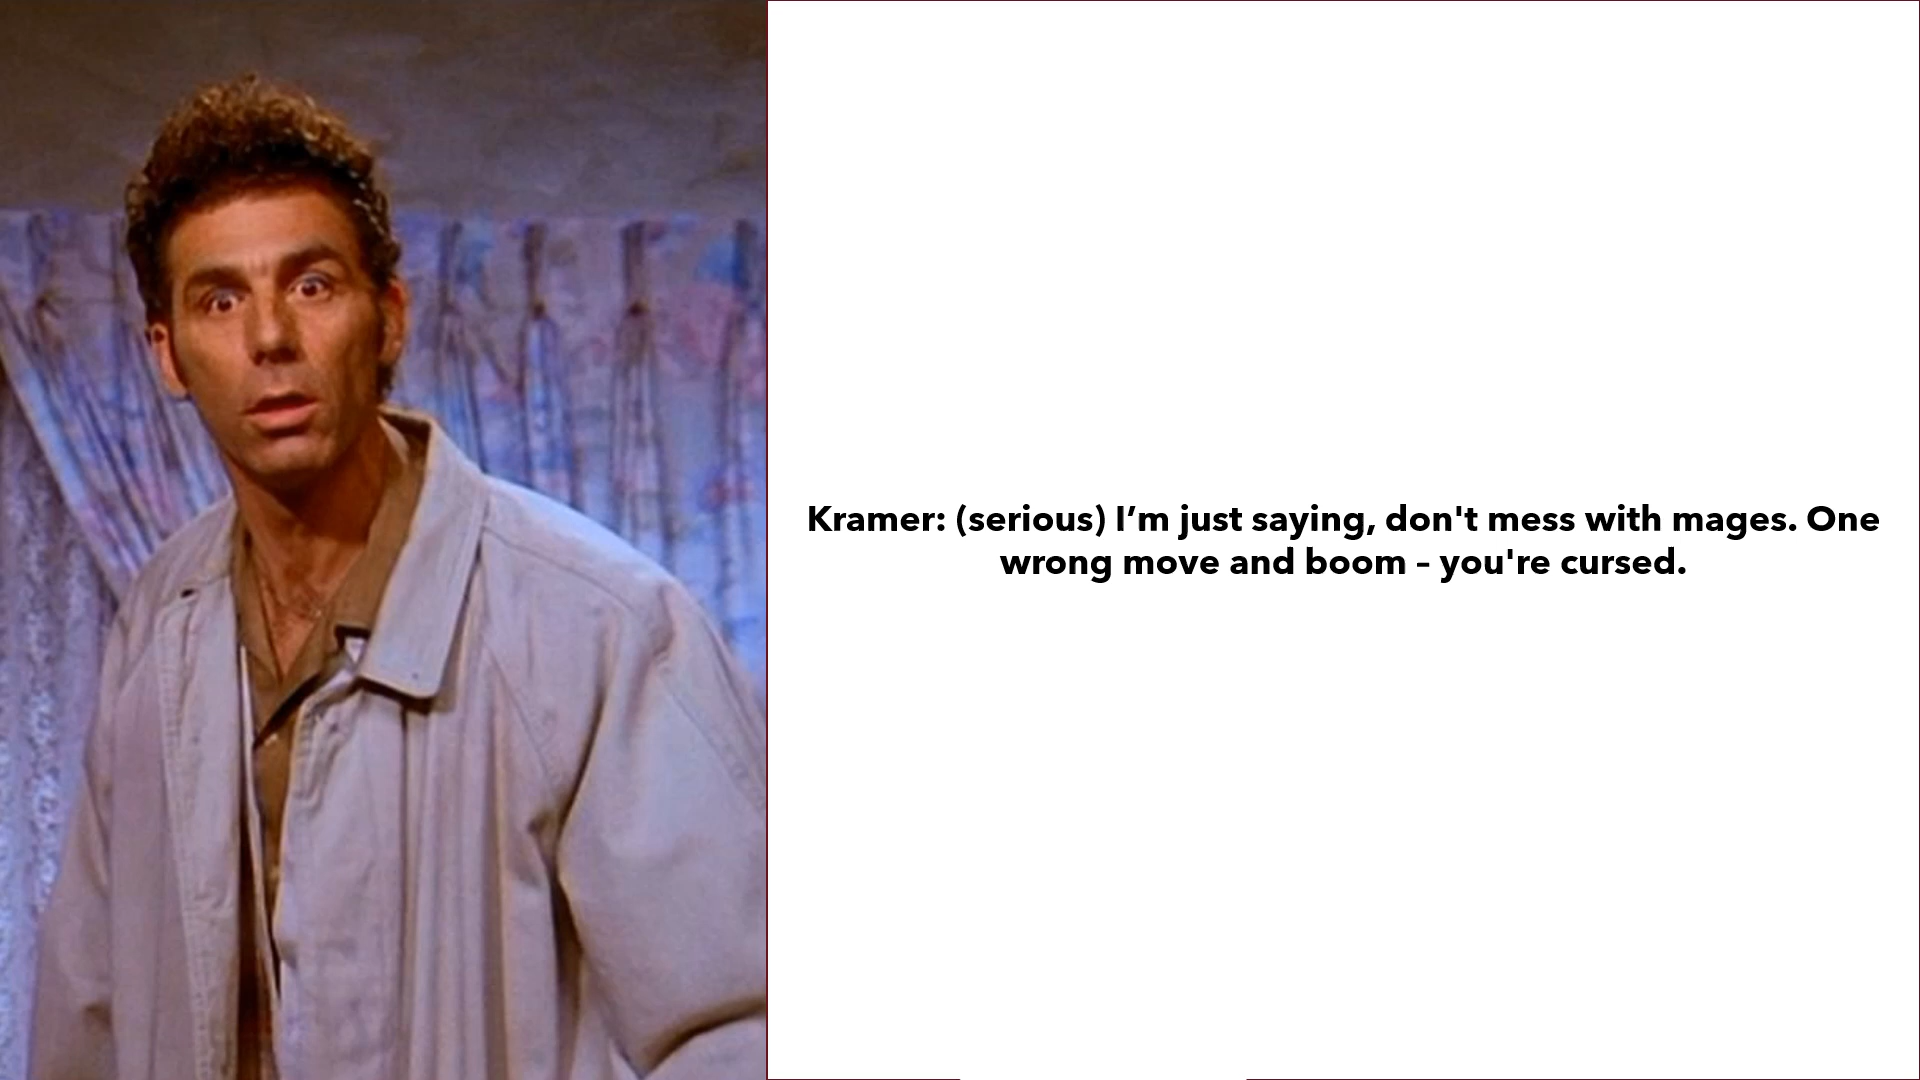 Kramer: (serious) I’m just saying, don't mess with mages. One
wrong move and boom – you're cursed.